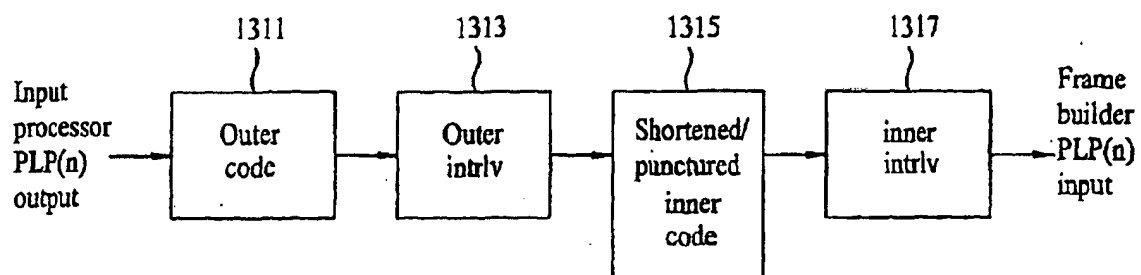 1311
1313
1315
1317
Input
processor
PLP(n)
output
Outer
code
Outer
intrlv
Shortened/
punctured
inner
code
inner
intrlv
Frame
builder
PLP(n)
input